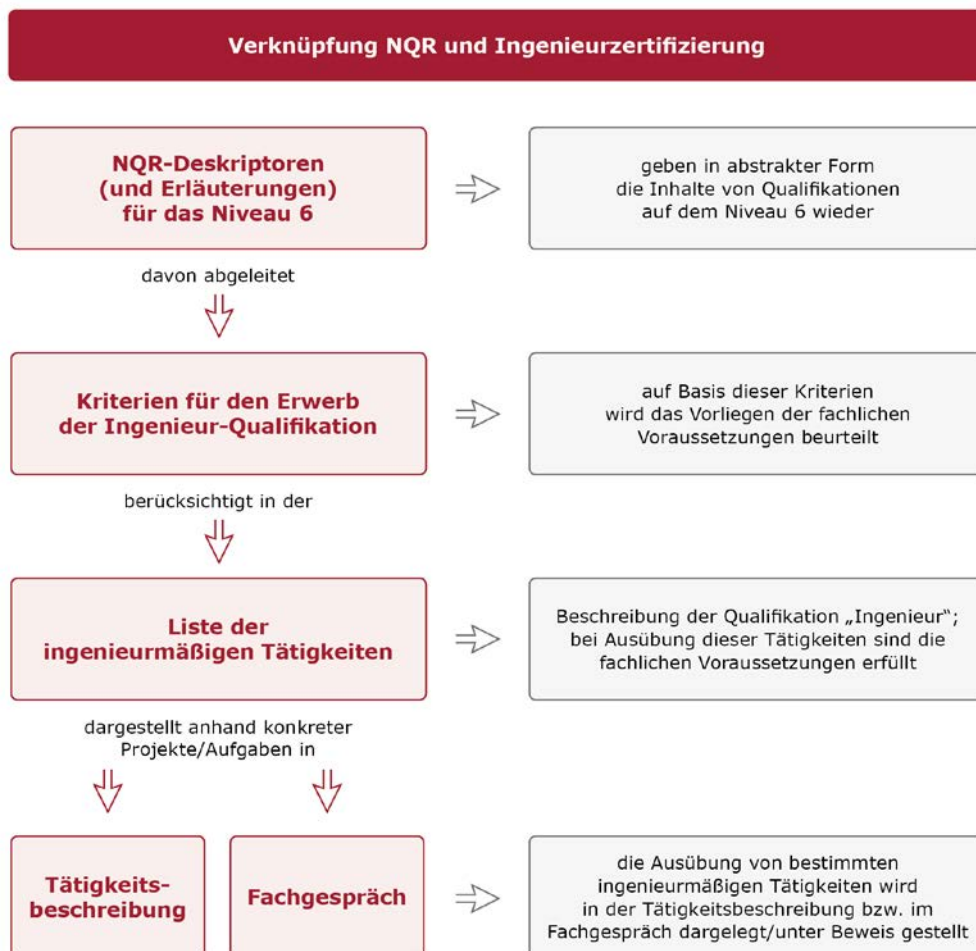 Verknüpfung NQR und Ingenieurzertifizierung
NQR-Deskriptoren
(und Erläuterungen)
für das Niveau 6
geben in abstrakter Form
die Inhalte von Qualifikationen
auf dem Niveau 6 wieder
davon abgeleitet
Kriterien für den Erwerb
der Ingenieur-Qualifikation
auf Basis dieser Kriterien
wird das Vorliegen der fachlichen
Voraussetzungen beurteilt
berücksichtigt in der
Liste der
ingenieurmäßigen Tätigkeiten
Beschreibung der Qualifikation „Ingenieur“;
bei Ausübung dieser Tätigkeiten sind die
fachlichen Voraussetzungen erfüllt
dargestellt anhand konkreter
Projekte/Aufgaben in
Tätigkeits-
beschreibung
Fachgespräch
die Ausübung von bestimmten
ingenieurmäßigen Tätigkeiten wird
in der Tätigkeitsbeschreibung bzw. im
Fachgespräch dargelegt/unter Beweis gestellt